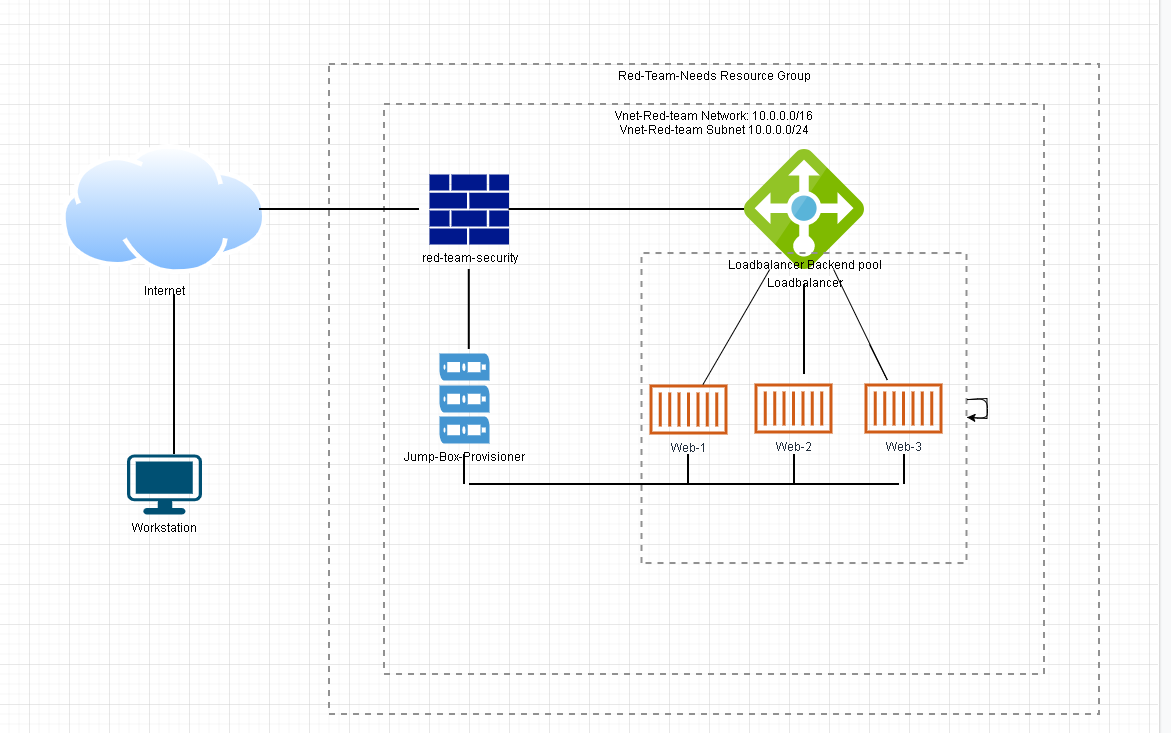 Red-Team-Needs Resource Group
Vnet-Red-team Network: 10.0.0.0/16
Vnet-Red-team Subnet 10.0.0.0/24
red-team-security
Loadbalancer Backend pool
Loadbalancer
Internet
Web-1
Web-2
Web-3
Jump-Box-Provisioner
Workstation